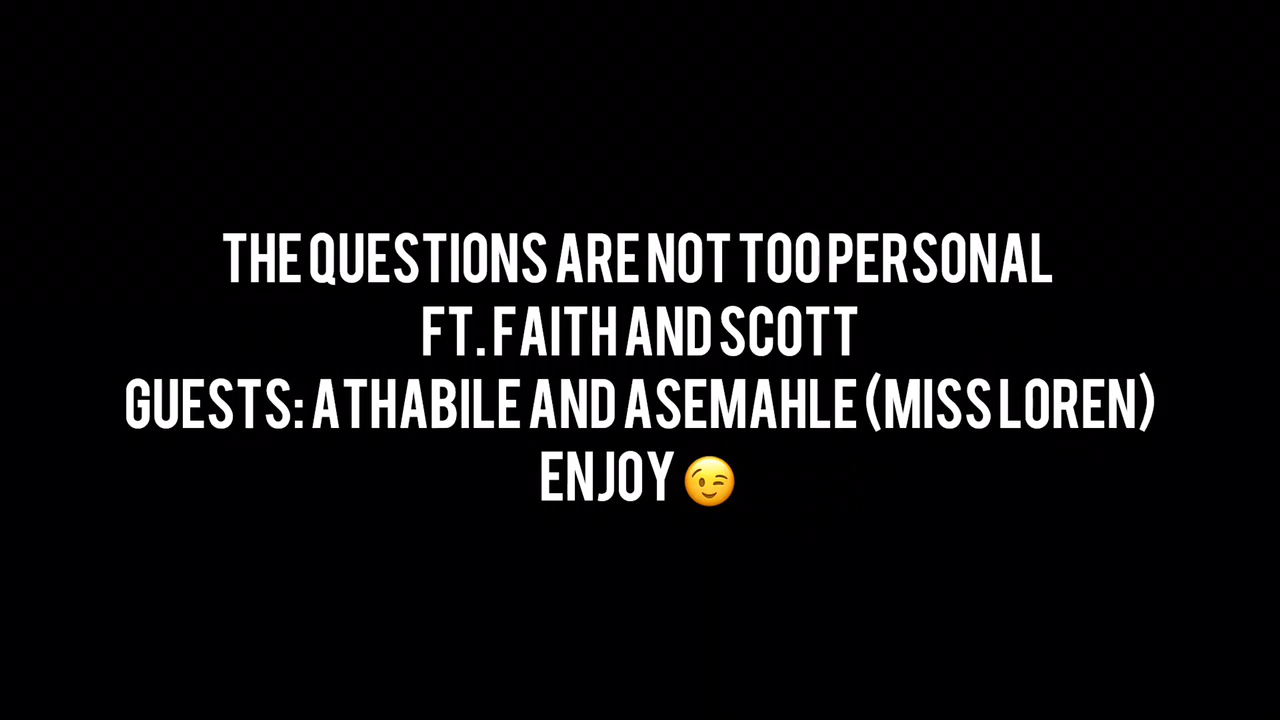 THE QUESTIONS ARE NOT TOO PERSONAL
FT. FAITH AND SCOTT
GUESTS: ATHABILE AND ASEMAHLE (MISS LOREN)
ENJOY 😉